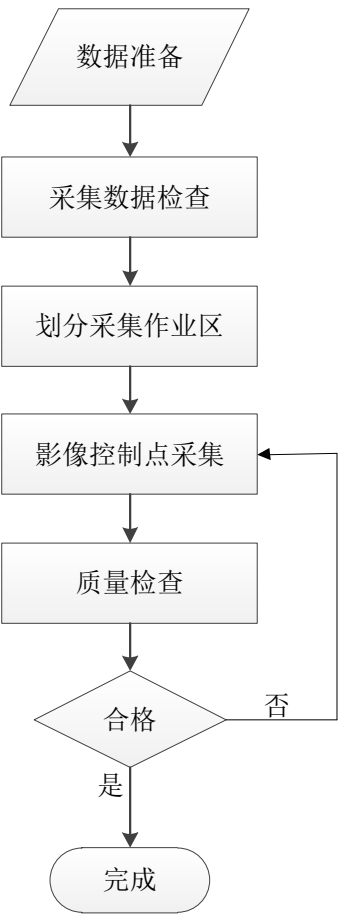 数据准备
采集数据检查
划分采集作业区
影像控制点采集
质量检查
合格
否
是
完成